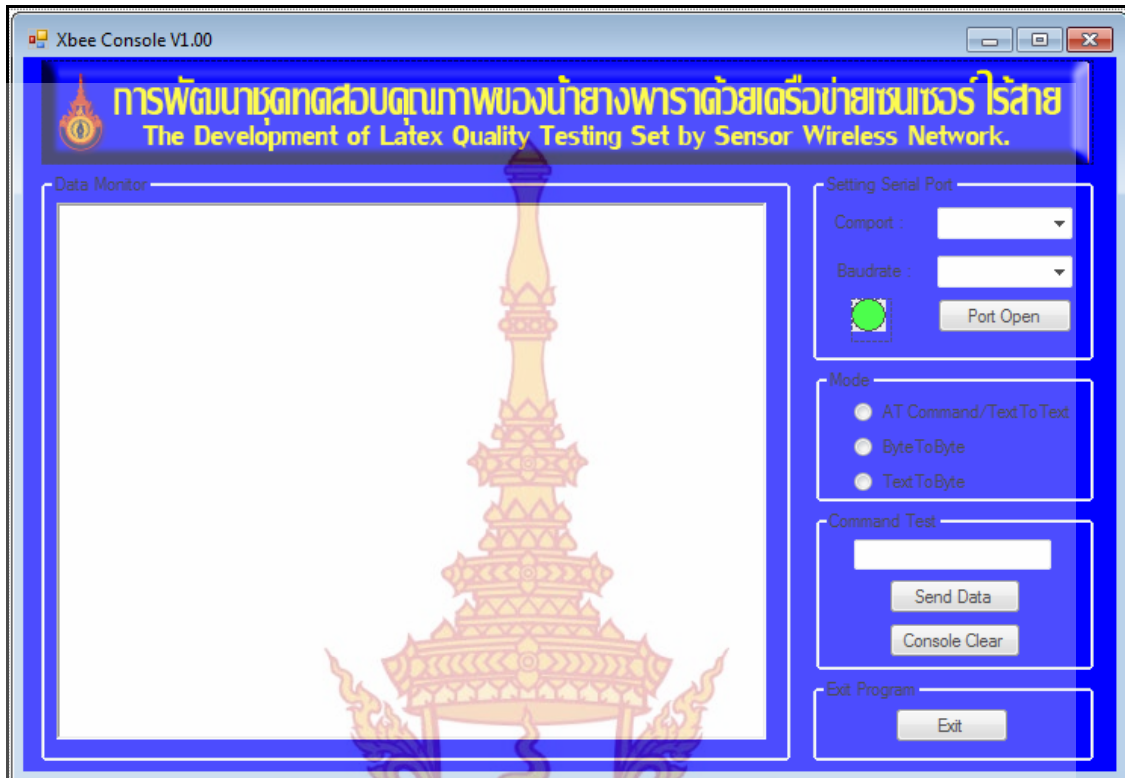 Xbee Console V1.00
การพัฒนาชุดทดสอบคุณภาพของน้ำยางพาราด้วยเครือข่ายเซนเซอร์ไร้สาย
The Development of Latex Quality Testing Set by Sensor Wireless Network.
Data Monitor
Setting Serial Port
Comport :
Baudrate :
Port Open
Mode
AT Command/TextToText
ByteToByte
TextToByte
Command Test
Send Data
Console Clear
Exit Program
Exit